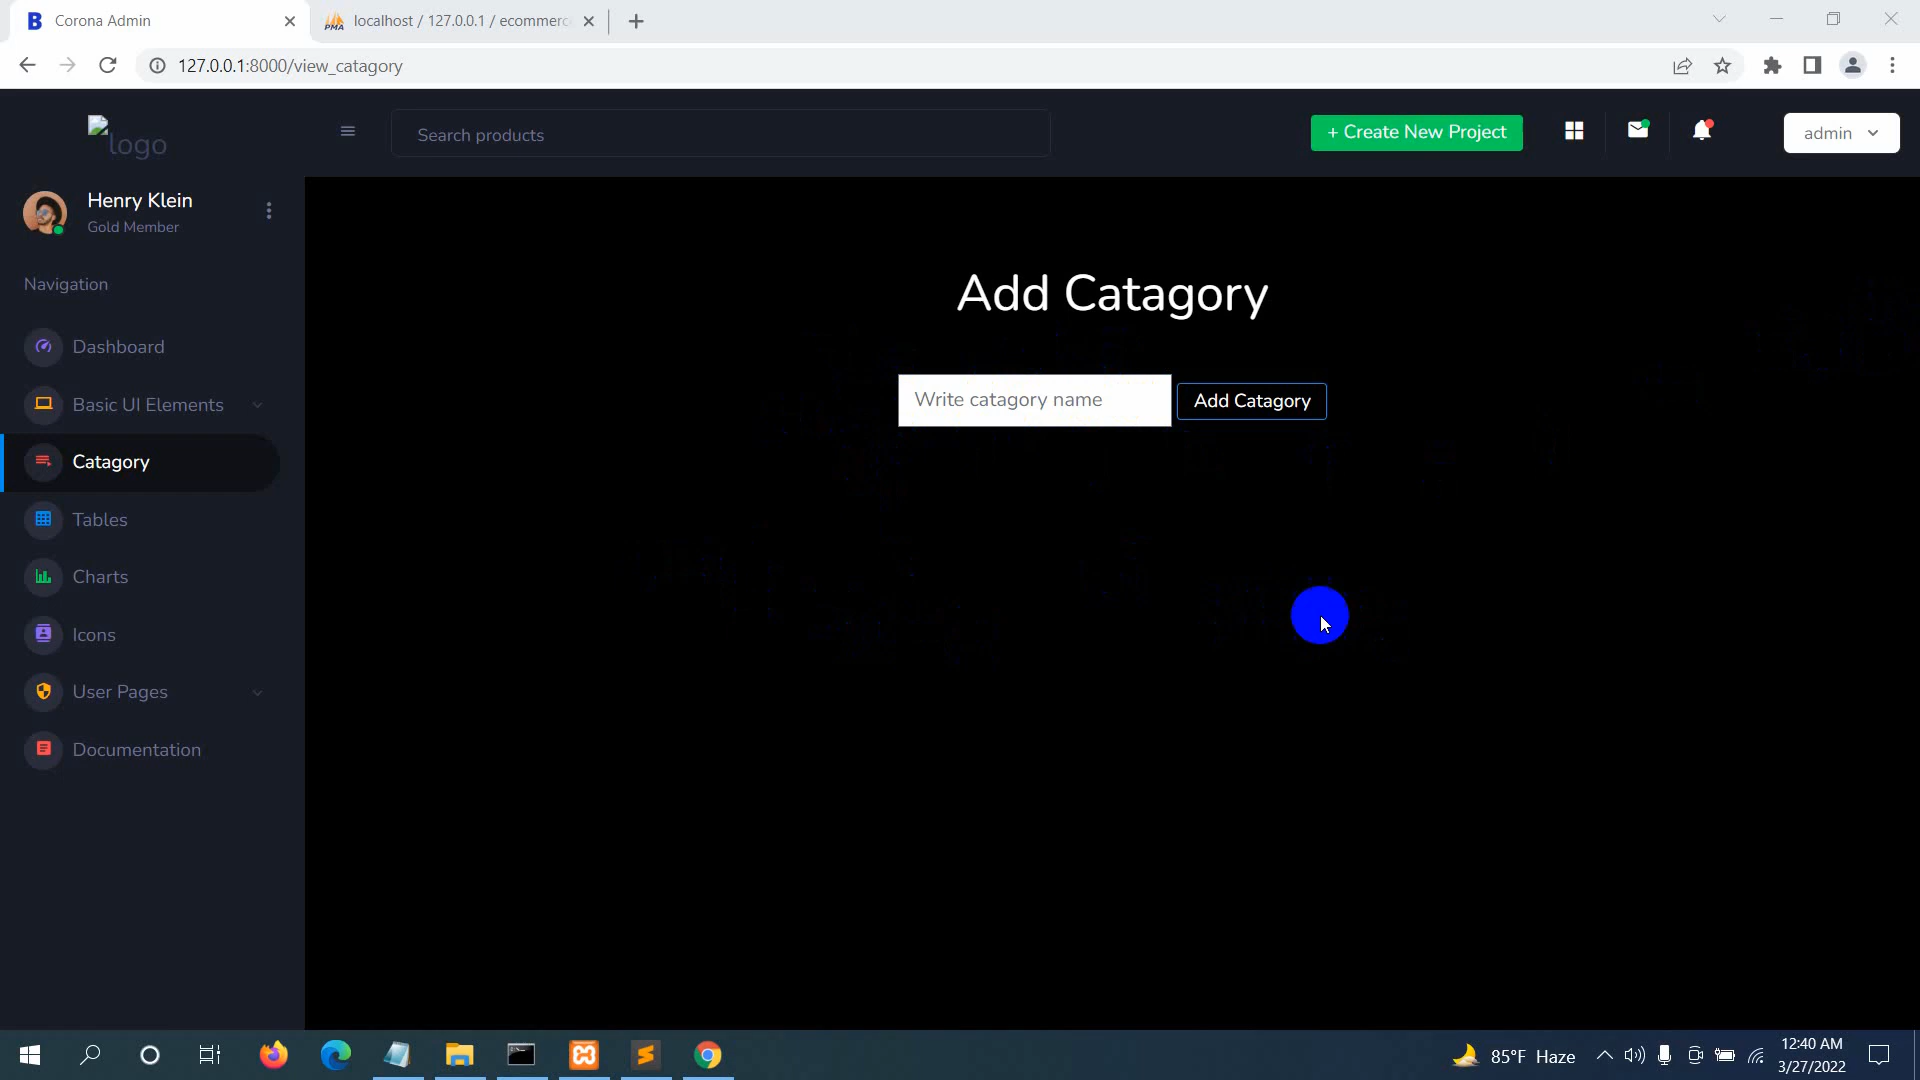 Corona Admin
localhost / 127.0.0.1 / ecommerc
127.0.0.1:8000/view_catagory
logo
Search products
+ Create New Project
admin
Henry Klein
Gold Member
Navigation
Dashboard
Basic UI Elements
Catagory
Tables
Charts
Icons
User Pages
Documentation
Add Catagory
Write catagory name
Add Catagory
85°F Haze
12:40 AM
3/27/2022